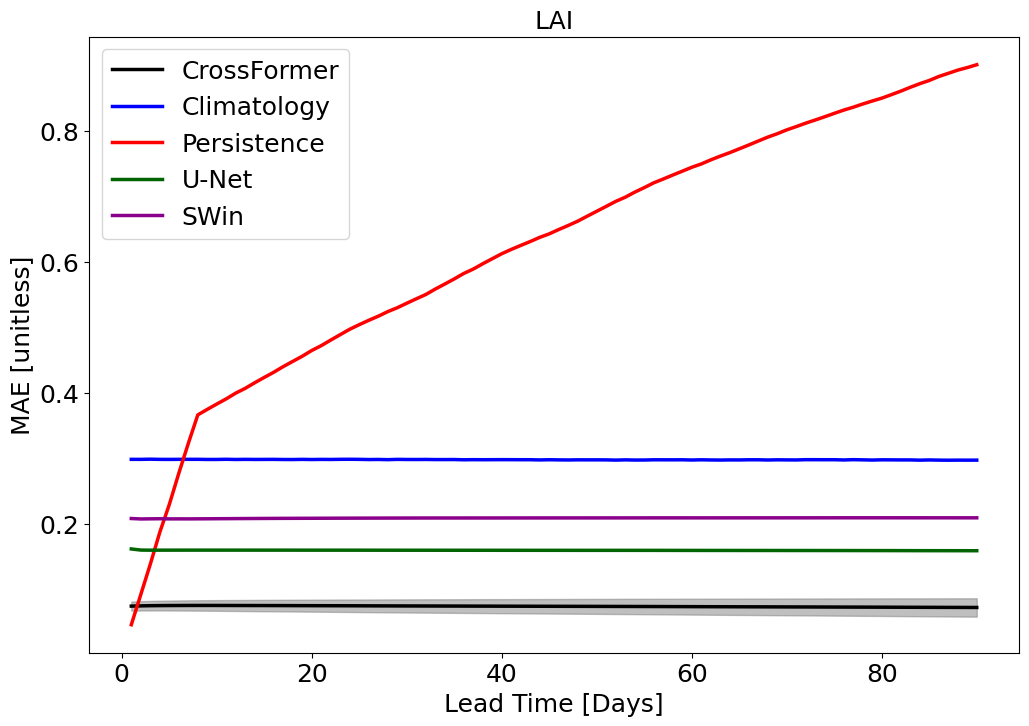 LAI
CrossFormer
Climatology
Persistence
U-Net
SWin
MAE [unitless]
0.8
0.6
0.4
0.2
0
20
40
60
80
Lead Time [Days]